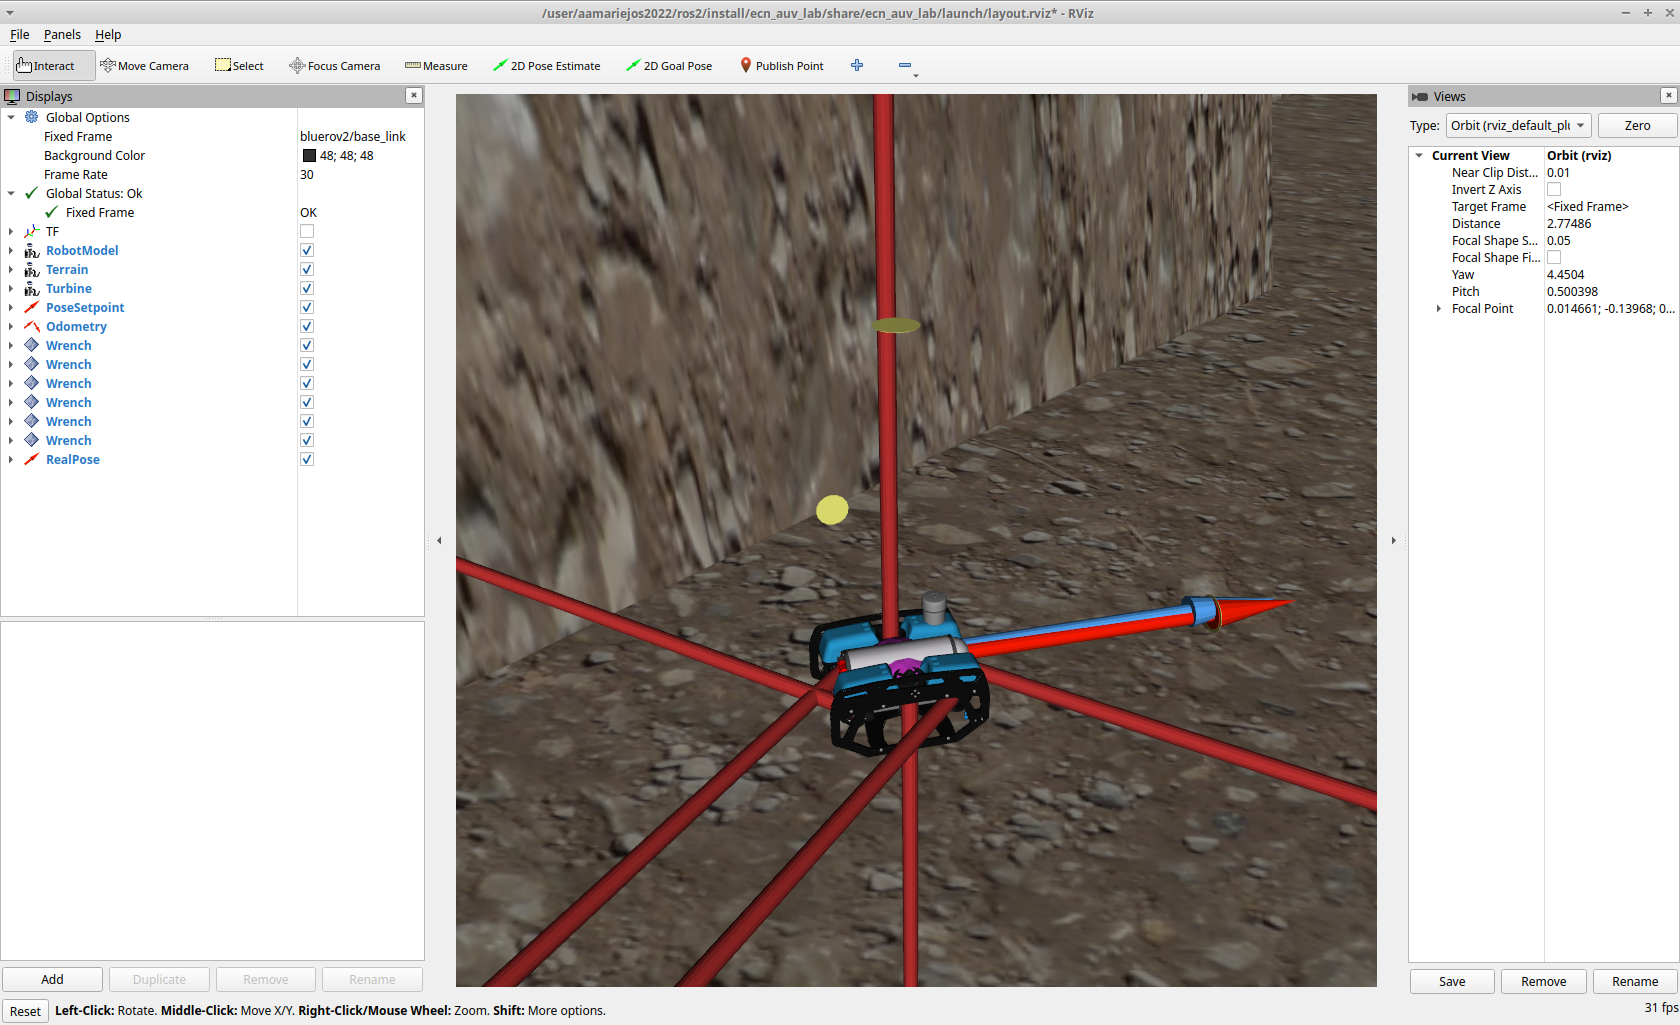 /user/aamariejos2022/ros2/install/ecn_auv_lab/share/ecn_auv_lab/launch/layout.rviz* - RViz
File Panels Help
Interact Move Camera Select Focus Camera Measure 2D Pose Estimate 2D Goal Pose Publish Point
Displays
Global Options
Fixed Frame bluerov2/base_link
Background Color 48; 48; 48
Frame Rate 30
Global Status: Ok
Fixed Frame OK
TF
RobotModel
Terrain
Turbine
PoseSetpoint
Odometry
Wrench
Wrench
Wrench
Wrench
Wrench
Wrench
RealPose
Add Duplicate Remove Rename
Views
Type: Orbit (rviz_default_plu Zero
Current View Orbit (rviz)
Near Clip Dist... 0.01
Invert Z Axis
Target Frame <Fixed Frame>
Distance 2.77486
Focal Shape S... 0.05
Focal Shape Fi...
Yaw 4.4504
Pitch 0.500398
Focal Point 0.014661; -0.13968; 0...
Save Remove Rename
Reset Left-Click: Rotate. Middle-Click: Move X/Y. Right-Click/Mouse Wheel: Zoom. Shift: More options. 31 fps